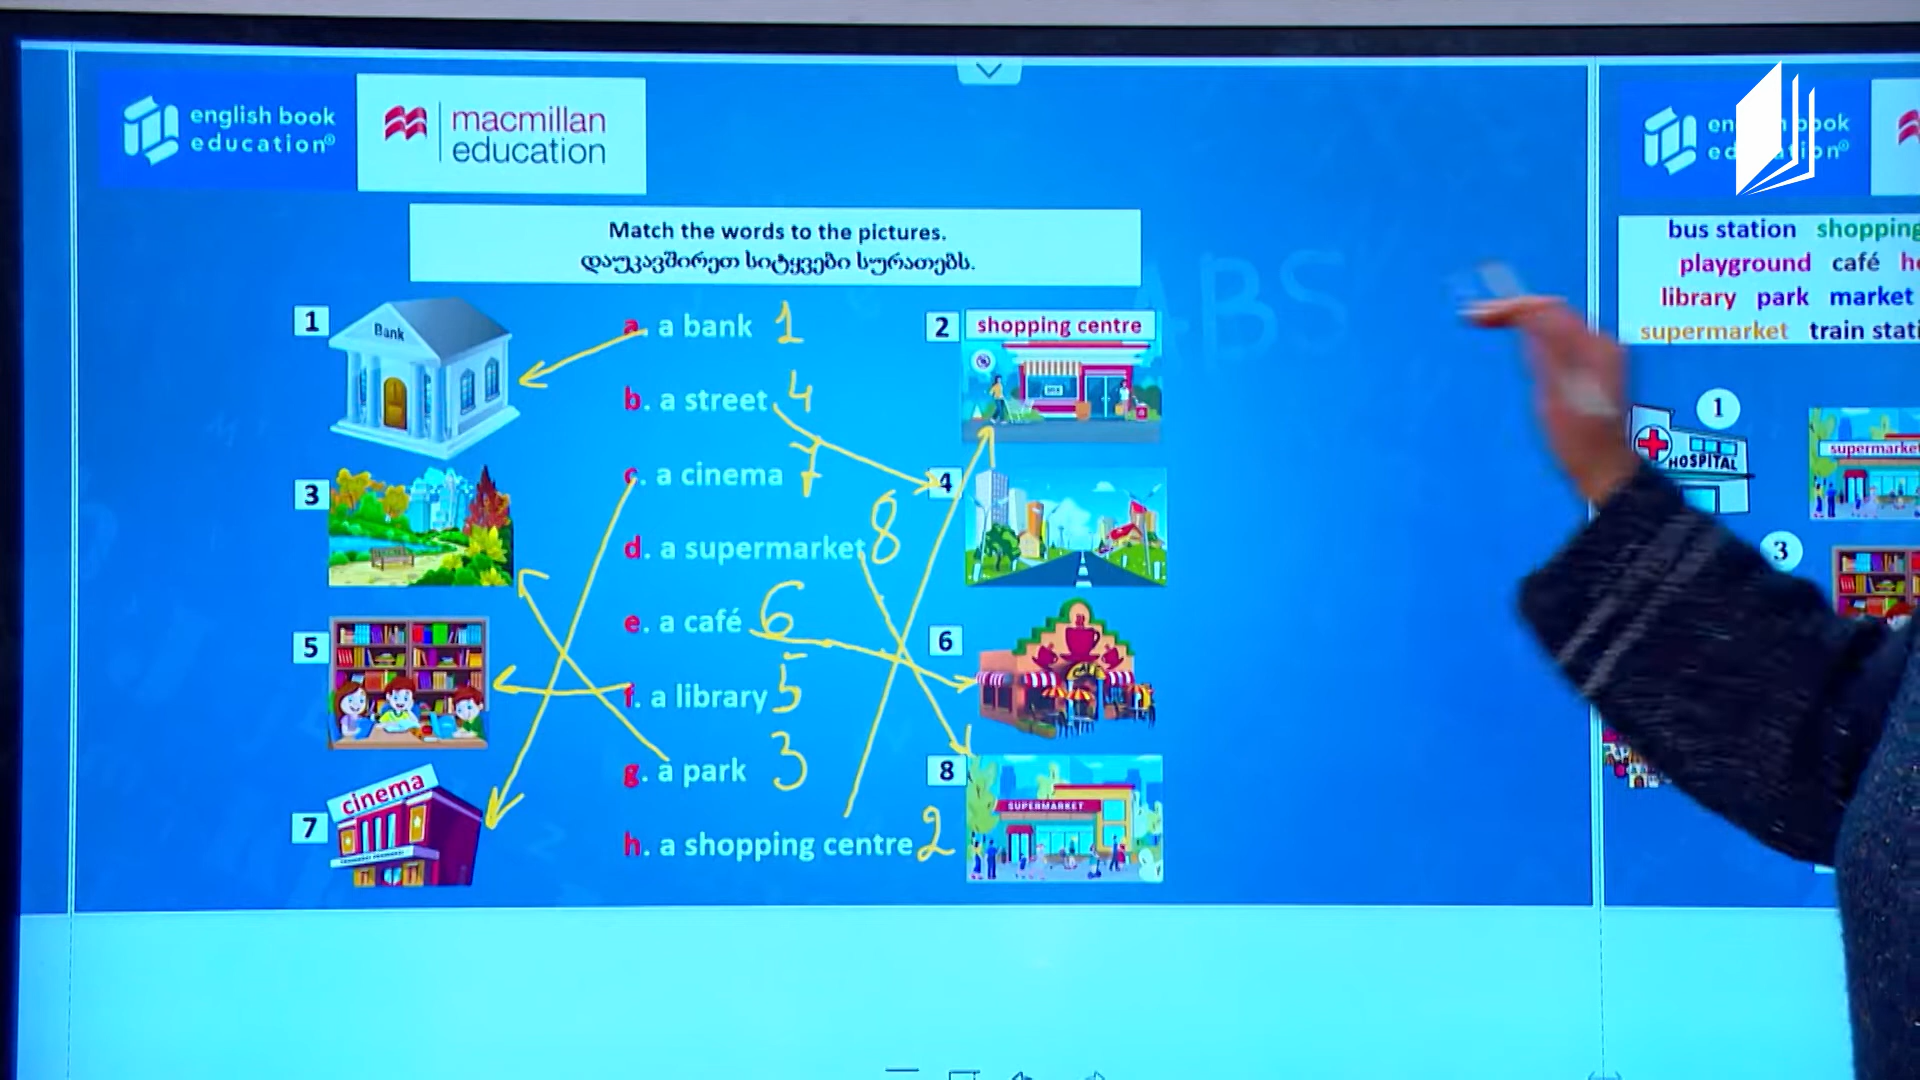 english book
education®
macmillan
education
Match the words to the pictures.
დაუკავშირეთ სიტყვები სურათებს.
1
Bank
a. a bank 1
2
shopping centre
b. a street 4
3
c. a cinema 7
4
d. a supermarket 8
e. a café 6
5
6
f. a library 5
g. a park 3
7
cinema
8
SUPERMARKET
h. a shopping centre 2
ABS
bus station shopping
playground café
library park market
supermarket train
1
HOSPITAL
supermarket
3